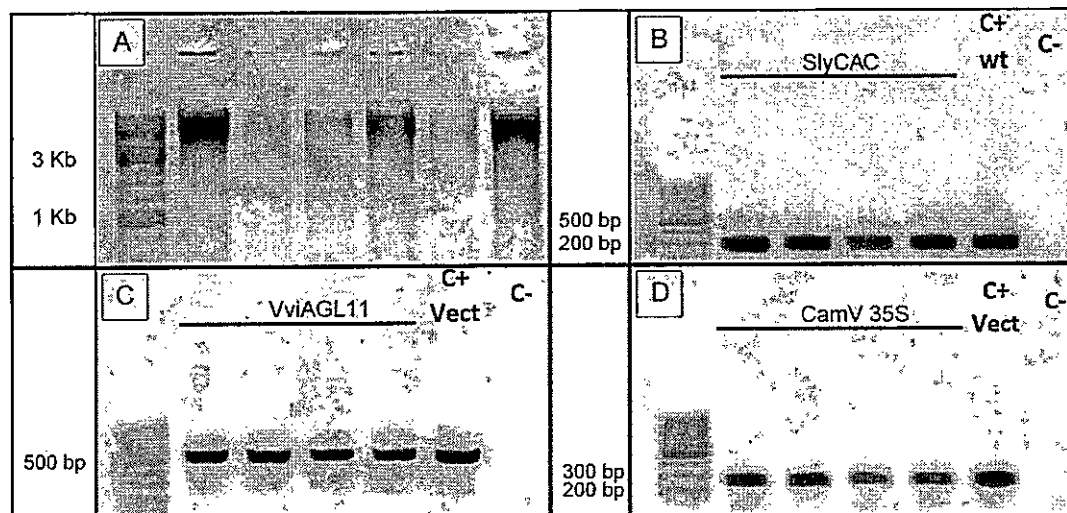 A
3 Kb
1 Kb
B
SlyCAC
C+
wt
C-
500 bp
200 bp
C
VviAGL11
C+
Vect
C-
500 bp
D
CamV 35S
C+
Vect
C-
300 bp
200 bp